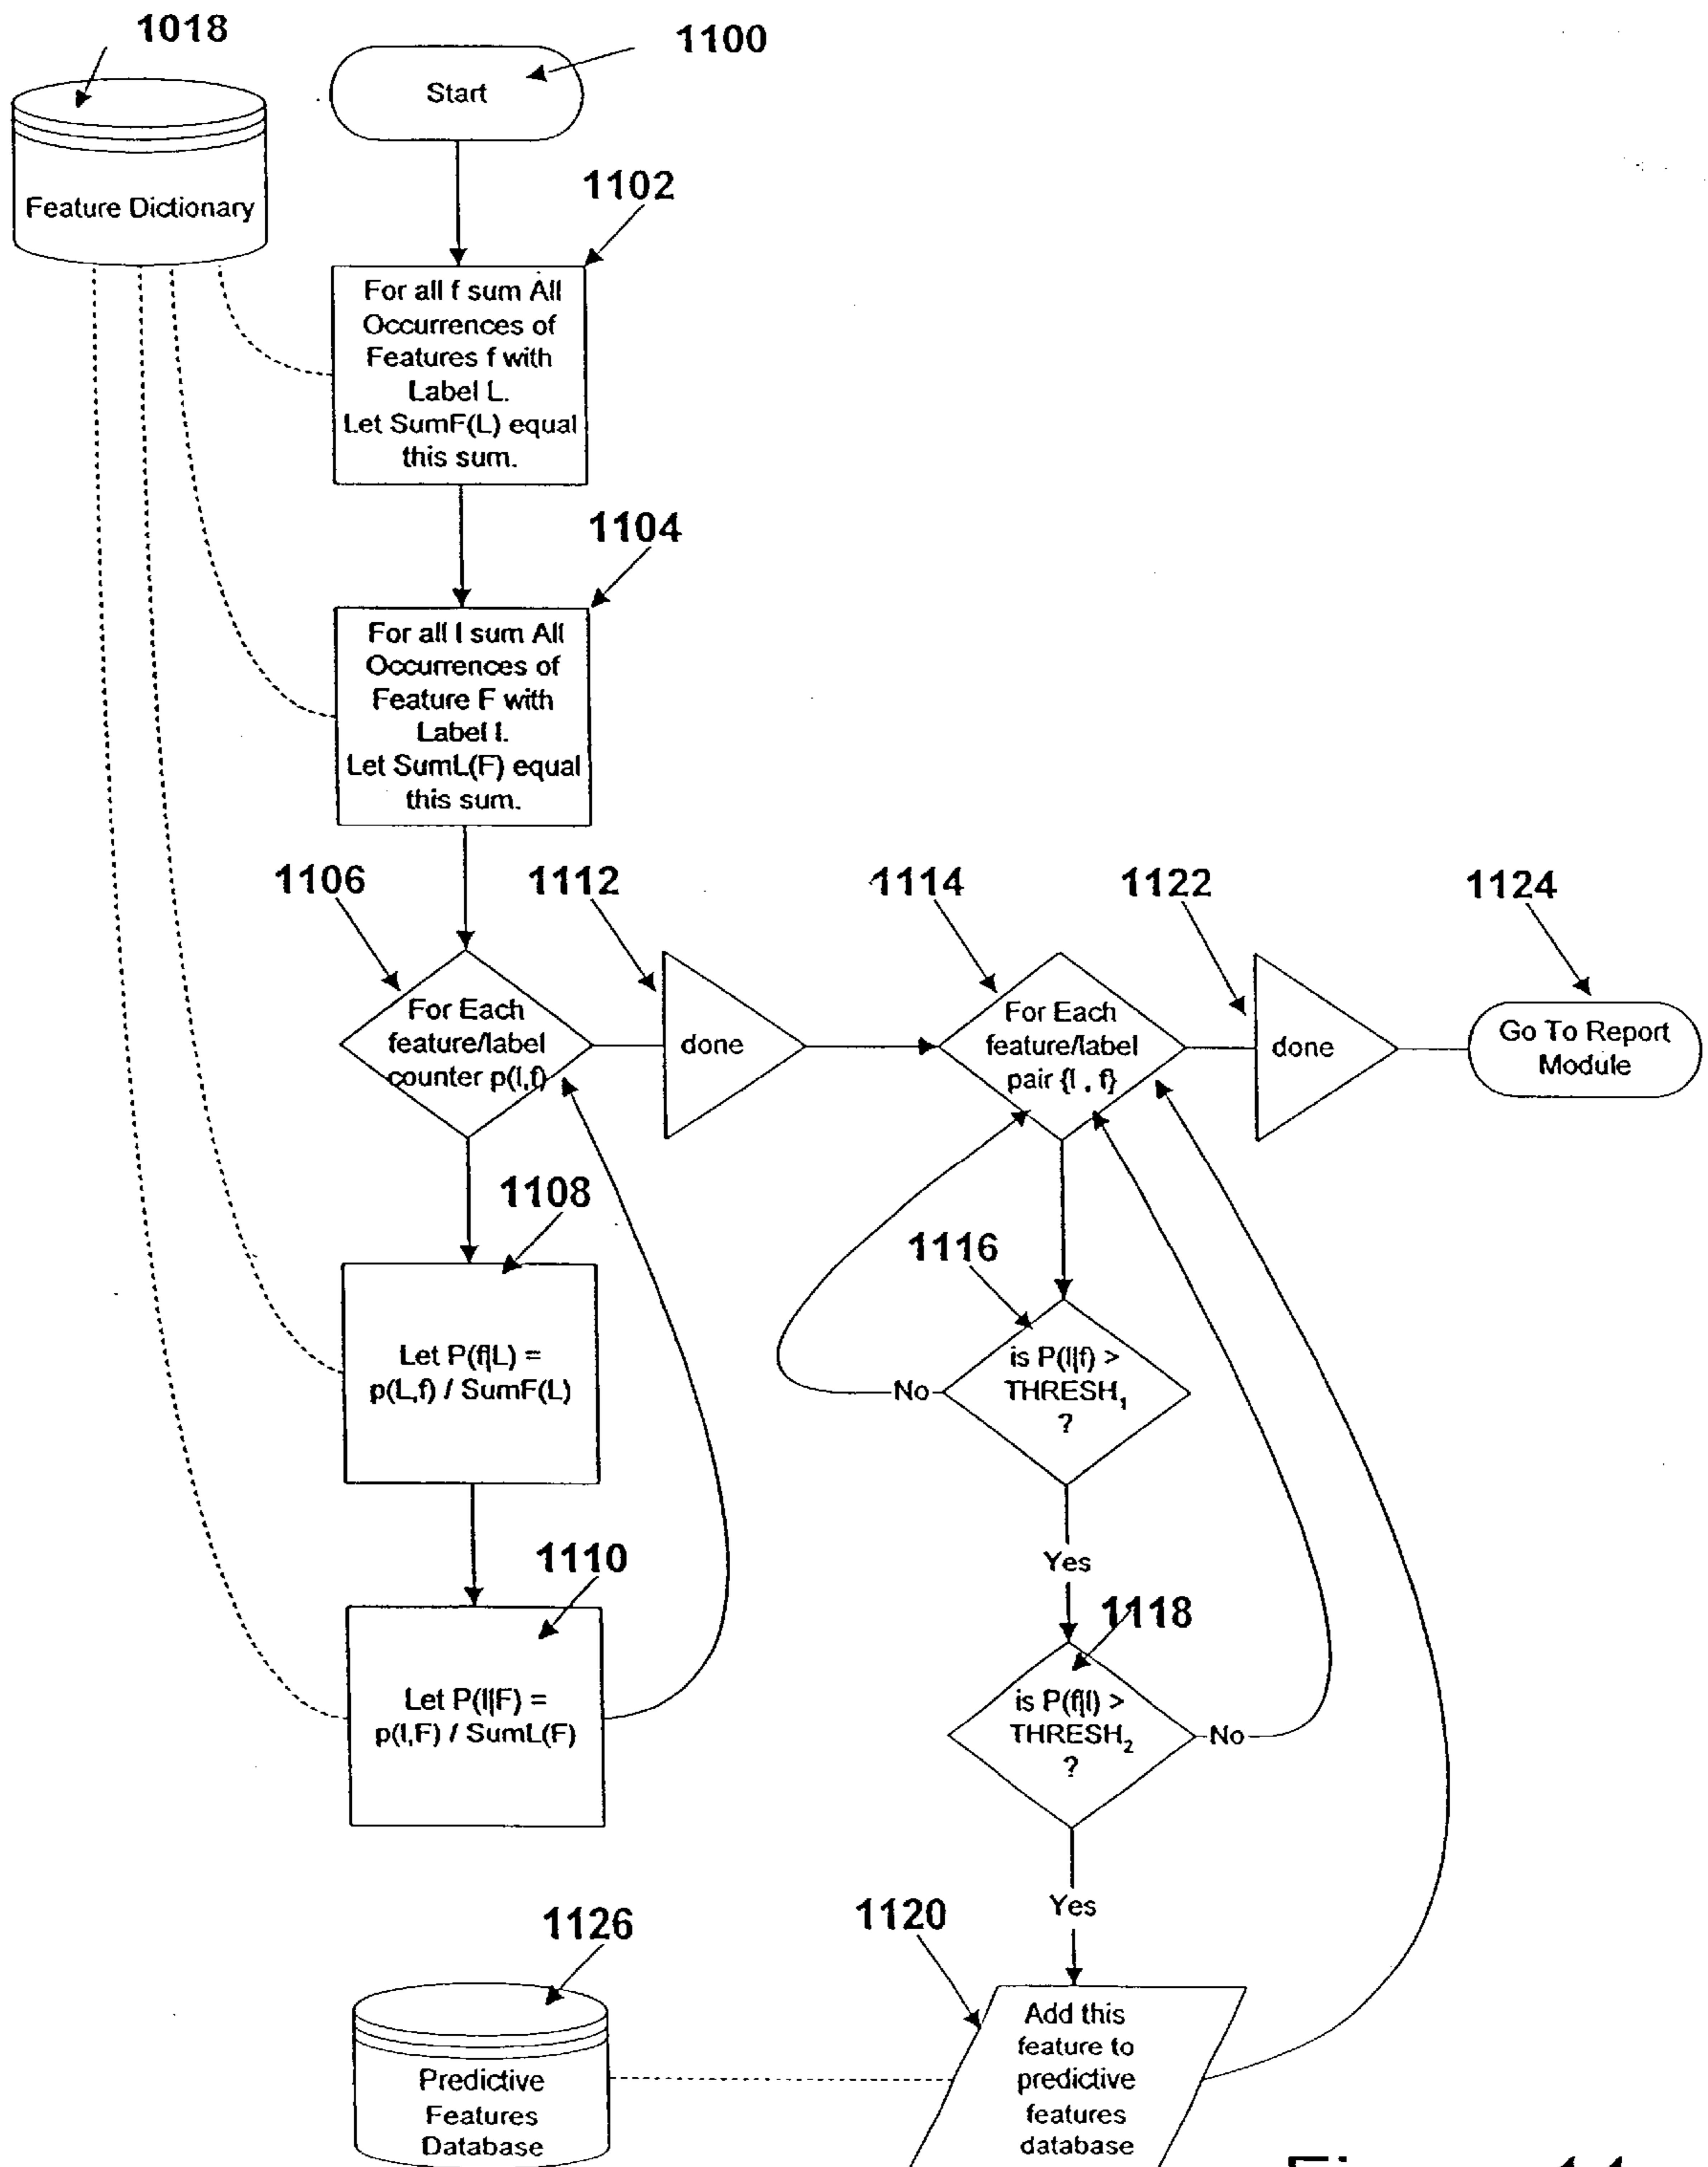 1018
1100
Start
Feature Dictionary
1102
For all f sum All
Occurrences of
Features f with
Label L.
Let SumF(L) equal
this sum.
1104
For all l sum All
Occurrences of
Feature F with
Label l.
Let SumL(F) equal
this sum.
1106
1112
1114
1122
1124
For Each
feature/label
counter p(l,f)
done
For Each
feature/label
pair {l , f}
done
Go To Report
Module
1108
Let P(f|L) =
p(L,f) / SumF(L)
1116
is P(l|f) >
THRESH1
?
No
Yes
1110
Let P(l|F) =
p(l,F) / SumL(F)
1118
is P(f|l) >
THRESH2
?
No
Yes
1126
Predictive
Features
Database
1120
Add this
feature to
predictive
features
database